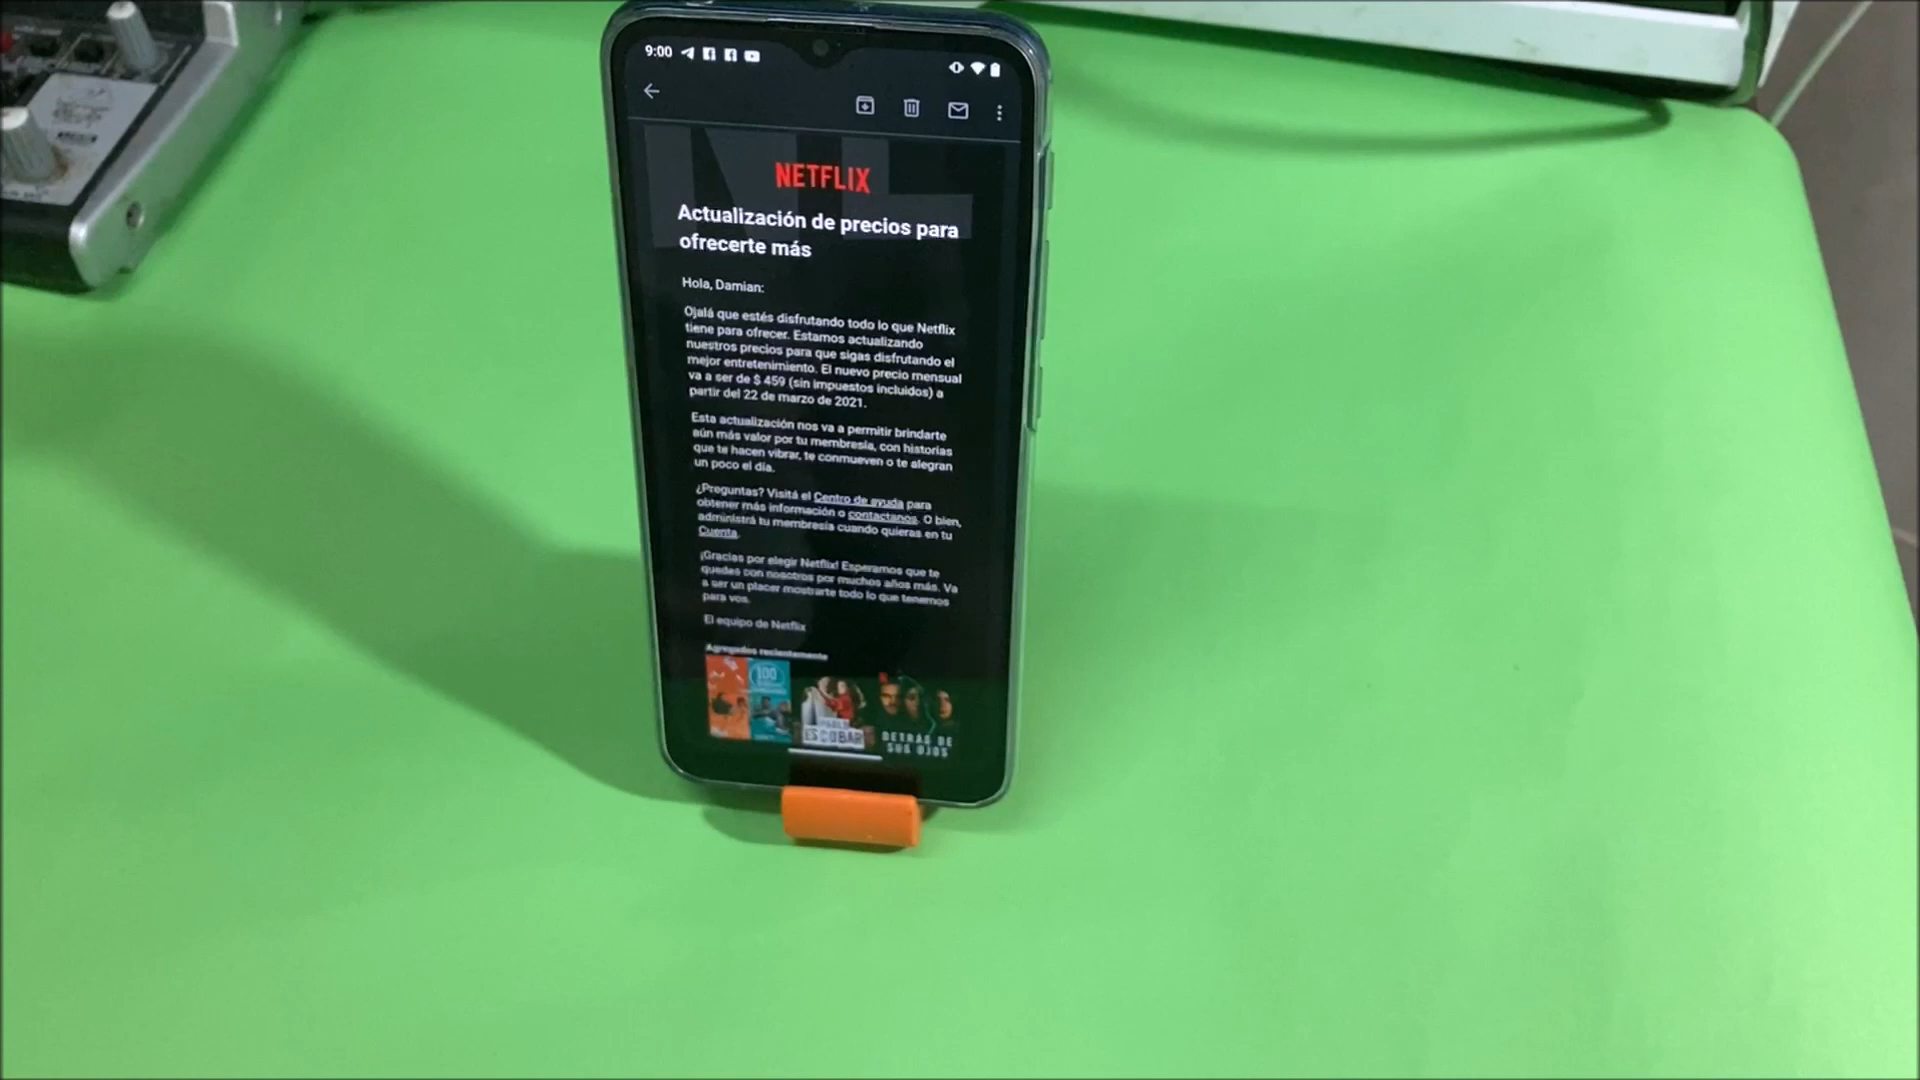 9:00
NETFLIX
Actualización de precios para
ofrecerte más
Hola, Damian:
Ojalá que estés disfrutando todo lo que Netflix
tiene para ofrecer. Estamos actualizando
nuestros precios para que sigas disfrutando el
mejor entretenimiento. El nuevo precio mensual
va a ser de $ 459 (sin impuestos incluidos) a
partir del 22 de marzo de 2021.
Esta actualización nos va a permitir brindarte
aún más valor por tu membresía, con historias
que te hacen vibrar, te conmueven o te alegran
un poco el día.
¿Preguntas? Visitá el Centro de ayuda para
obtener más información o contactanos. O bien,
administrá tu membresía cuando quieras en tu
Cuenta.
¡Gracias por elegir Netflix! Esperamos que te
quedes con nosotros por muchos años más. Va
a ser un placer mostrarte todo lo que tenemos
para vos.
El equipo de Netflix
Agregados recientemente
100
ESCOBAR
DETRÁS DE
SUS OJOS